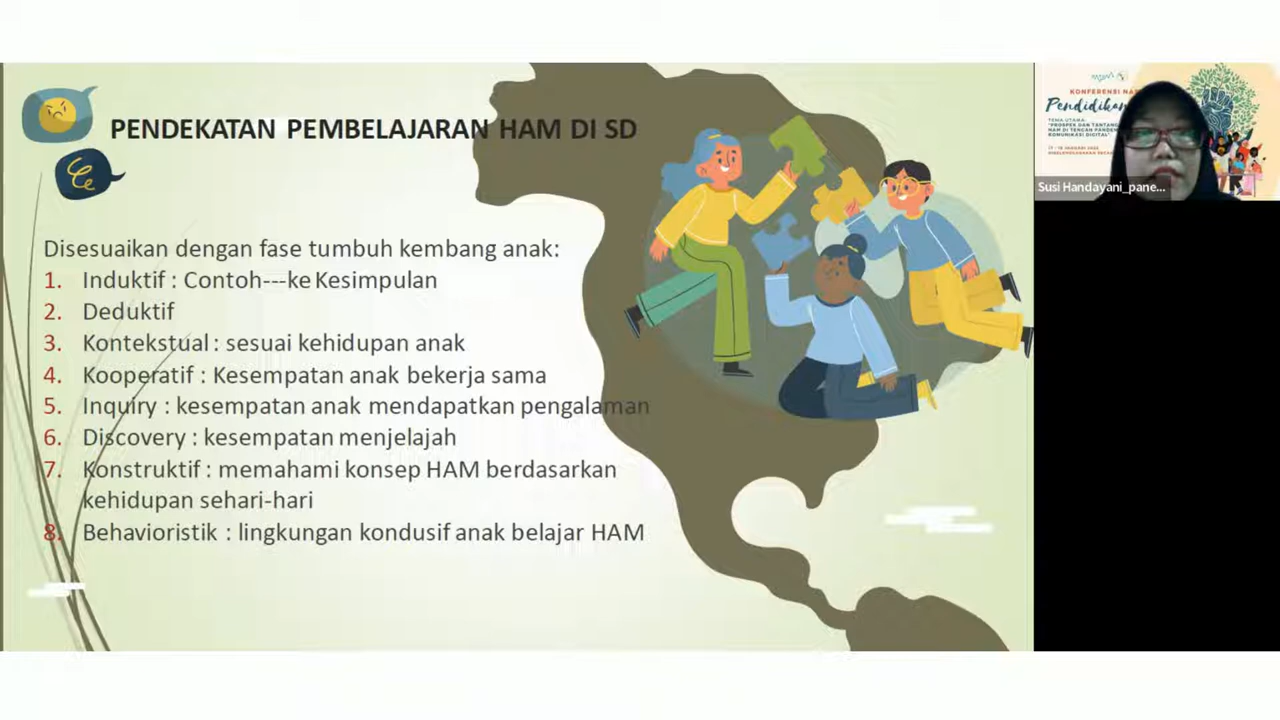 PENDEKATAN PEMBELAJARAN HAM DI SD
Disesuaikan dengan fase tumbuh kembang anak:
1. Induktif : Contoh---ke Kesimpulan
2. Deduktif
3. Kontekstual : sesuai kehidupan anak
4. Kooperatif : Kesempatan anak bekerja sama
5. Inquiry : kesempatan anak mendapatkan pengalaman
6. Discovery : kesempatan menjelajah
7. Konstruktif : memahami konsep HAM berdasarkan
kehidupan sehari-hari
8. Behavioristik : lingkungan kondusif anak belajar HAM
KONFERENSI NA
Pendidikan
TEMA UTAMA:
Susi Handayani_pane...